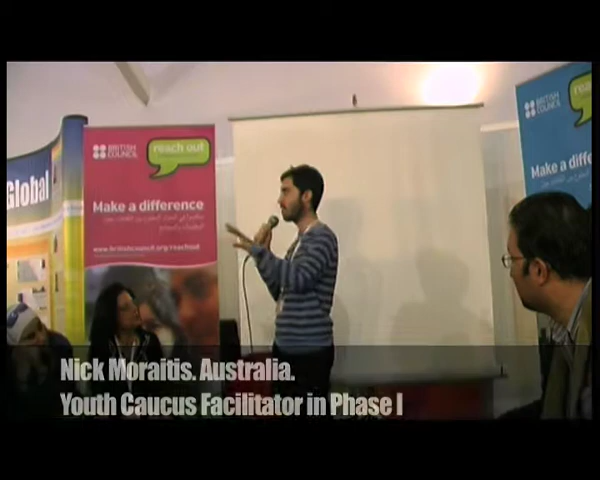 Global
BRITISH
COUNCIL
reach out
Make a difference
www.britishcouncil.org/reachout
BRITISH
COUNCIL
Make a diffe
Nick Moraitis. Australia.
Youth Caucus Facilitator in Phase I